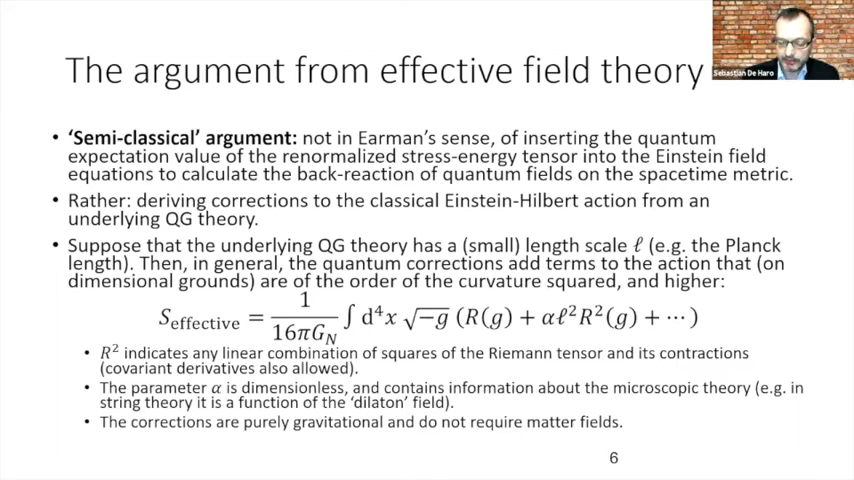 The argument from effective field theory
Sebastian De Haro
• 'Semi-classical' argument: not in Earman's sense, of inserting the quantum
expectation value of the renormalized stress-energy tensor into the Einstein field
equations to calculate the back-reaction of quantum fields on the spacetime metric.
• Rather: deriving corrections to the classical Einstein-Hilbert action from an
underlying QG theory.
• Suppose that the underlying QG theory has a (small) length scale ℓ (e.g. the Planck
length). Then, in general, the quantum corrections add terms to the action that (on
dimensional grounds) are of the order of the curvature squared, and higher:
S_effective = 1/(16πG_N) ∫ d⁴x √−g (R(g) + αℓ²R²(g) + ⋯ )
• R² indicates any linear combination of squares of the Riemann tensor and its contractions
(covariant derivatives also allowed).
• The parameter α is dimensionless, and contains information about the microscopic theory (e.g. in
string theory it is a function of the 'dilaton' field).
• The corrections are purely gravitational and do not require matter fields.
6